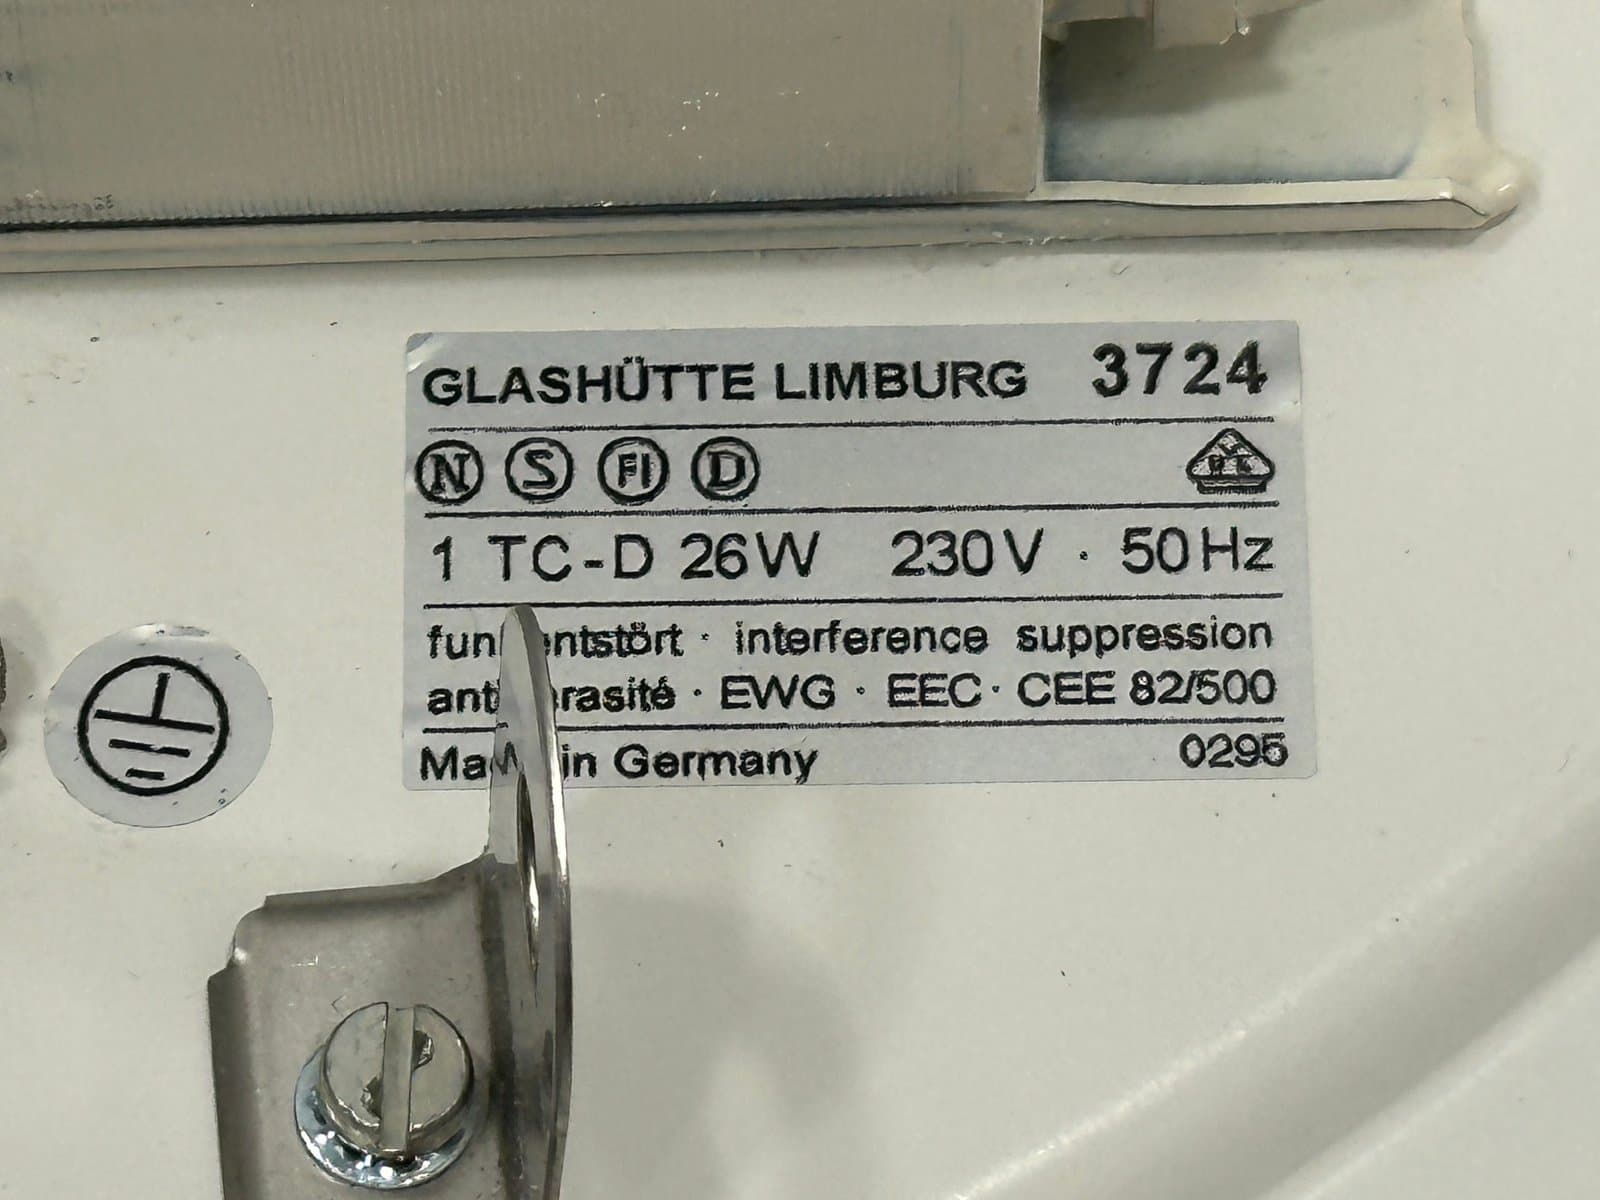 GLASHÜTTE LIMBURG 3724
N S FI D
1 TC-D 26W 230V · 50Hz
· interference suppression
· EWG · EEC · CEE 82/500
in Germany 0295